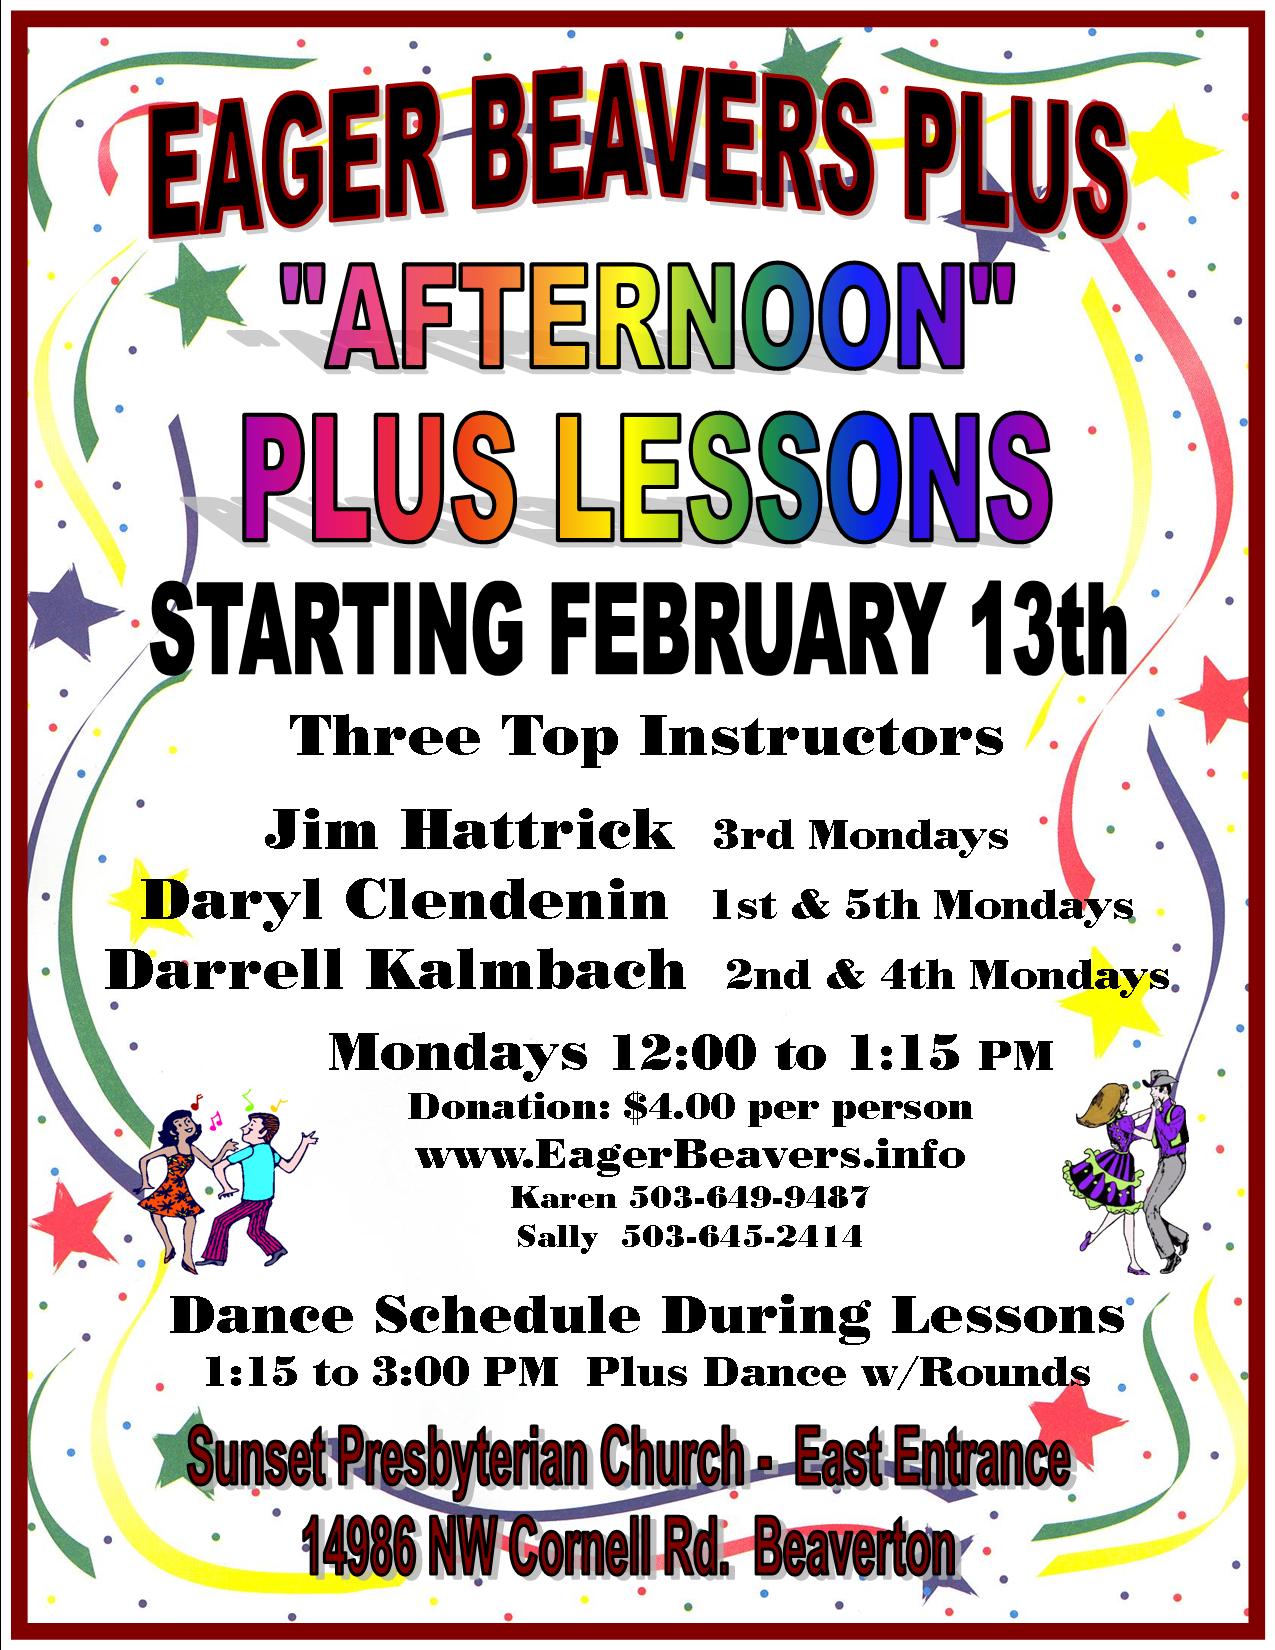 EAGER BEAVERS PLUS
"AFTERNOON"
PLUS LESSONS
STARTING FEBRUARY 13th
Three Top Instructors
Jim Hattrick 3rd Mondays
Daryl Clendenin 1st & 5th Mondays
Darrell Kalmbach 2nd & 4th Mondays
Mondays 12:00 to 1:15 PM
Donation: $4.00 per person
www.EagerBeavers.info
Karen 503-649-9487
Sally 503-645-2414
Dance Schedule During Lessons
1:15 to 3:00 PM Plus Dance w/Rounds
Sunset Presbyterian Church - East Entrance
14986 NW Cornell Rd. Beaverton